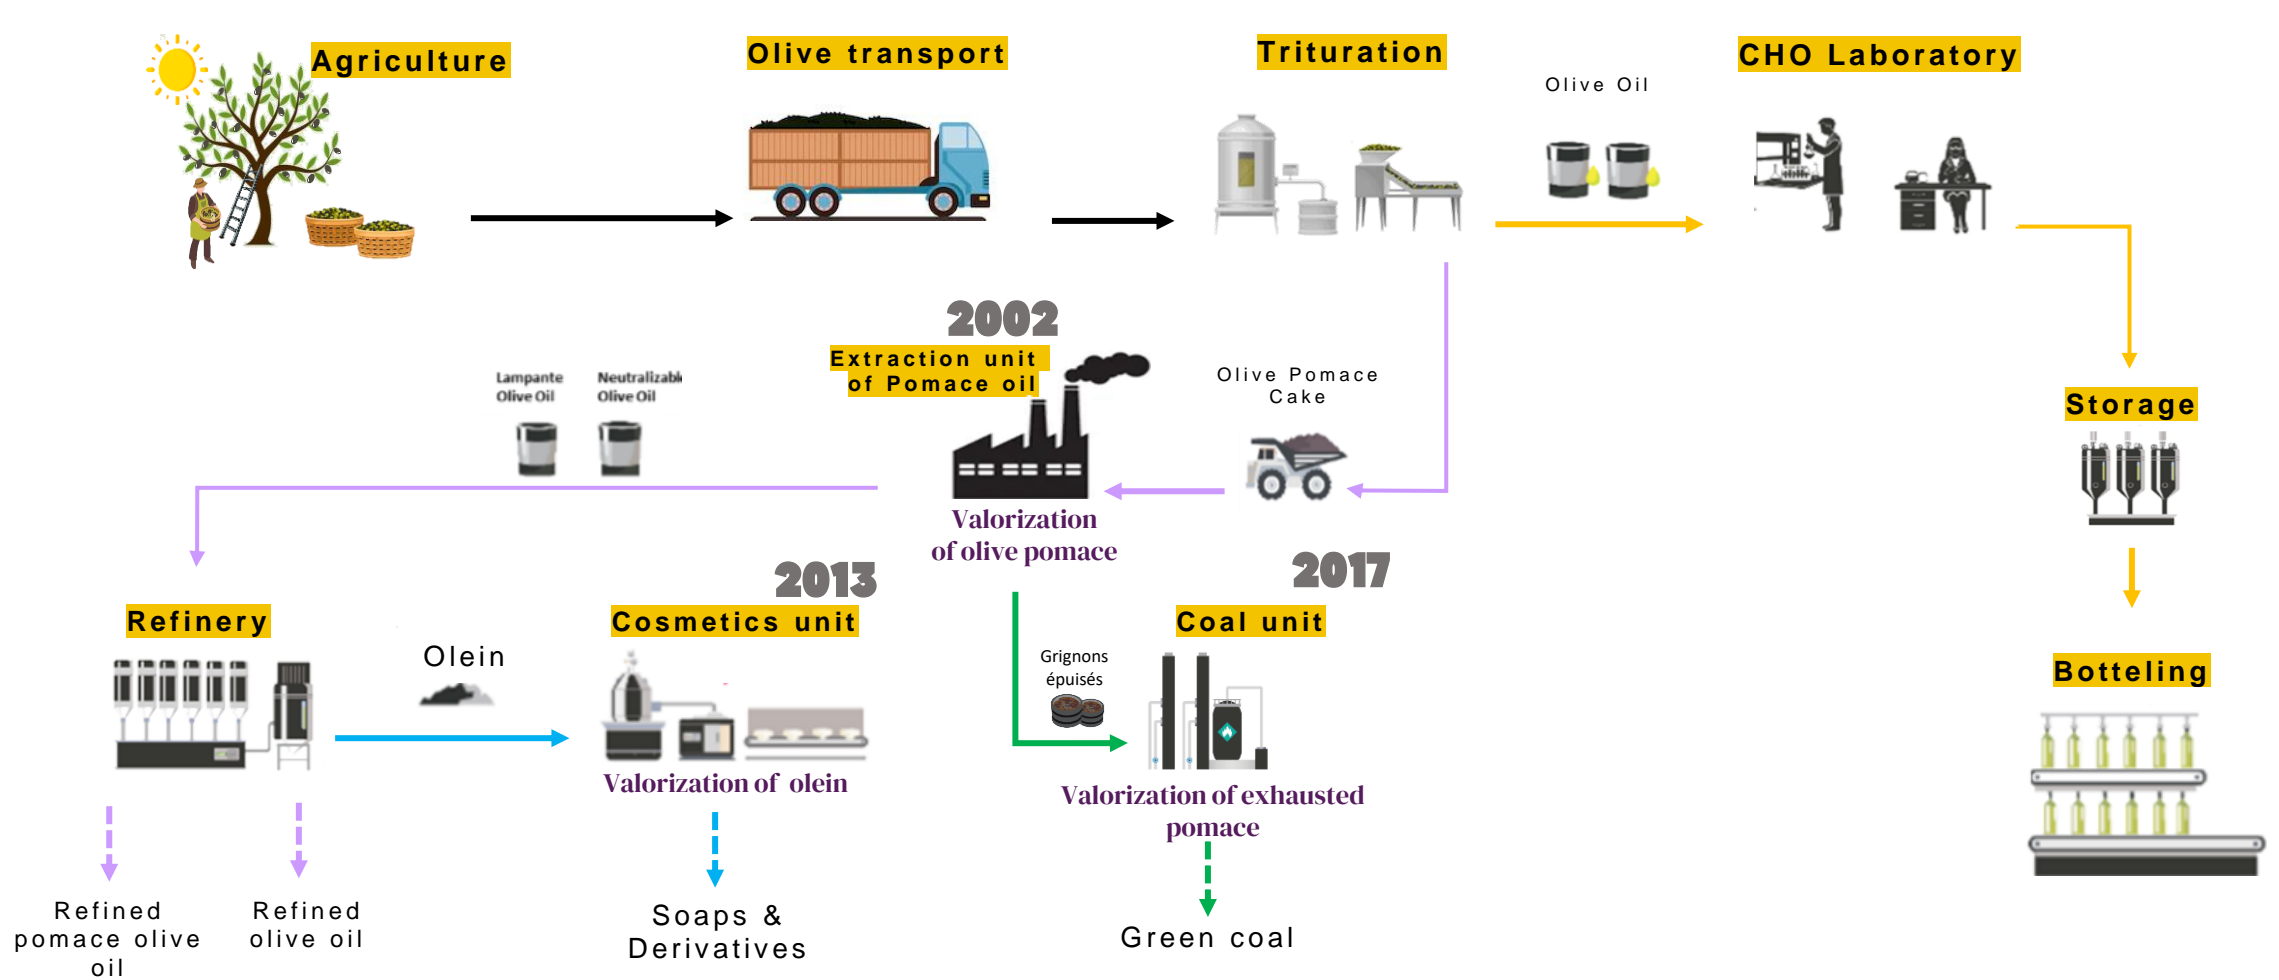 Agriculture
Olive transport
Trituration
Olive Oil
CHO Laboratory
2002
Extraction unit
of Pomace oil
Olive Pomace
Cake
Lampante
Olive Oil
Neutralizabl
Olive Oil
Storage
Valorization
of olive pomace
2013
2017
Refinery
Olein
Cosmetics unit
Grignons
épuisés
Coal unit
Botteling
Valorization of olein
Valorization of exhausted
pomace
Refined
pomace olive
oil
Refined
olive oil
Soaps &
Derivatives
Green coal